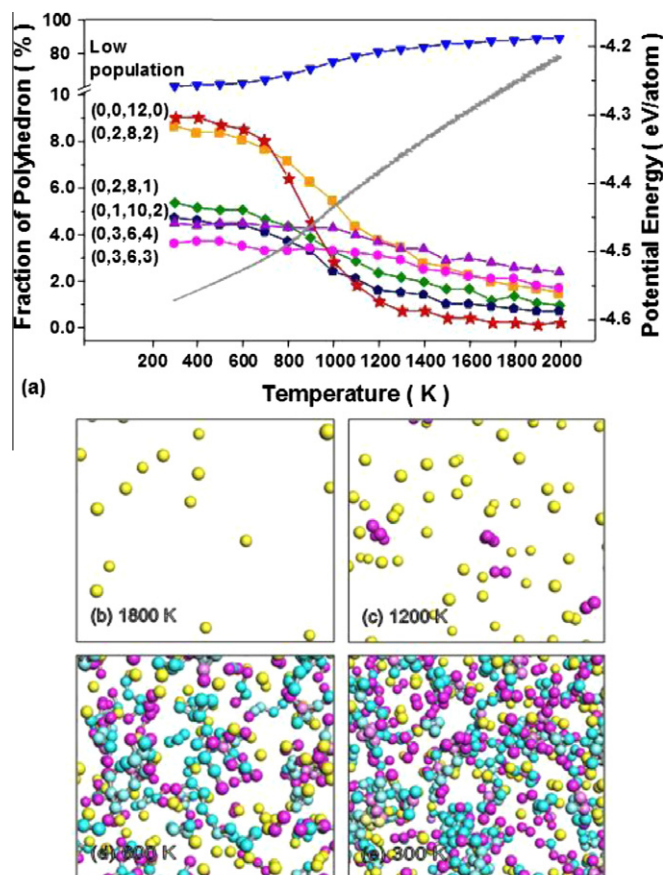 Fraction of Polyhedron ( % )
100
80
60
10
8.0
6.0
4.0
2.0
0.0
Low
population
(0,0,12,0)
(0,2,8,2)
(0,2,8,1)
(0,1,10,2)
(0,3,6,4)
(0,3,6,3)
-4.2
-4.3
-4.4
-4.5
-4.6
Potential Energy ( eV/atom)
200 400 600 800 1000 1200 1400 1600 1800 2000
(a) Temperature ( K )
(b) 1800 K
(c) 1200 K
(e) 300 K